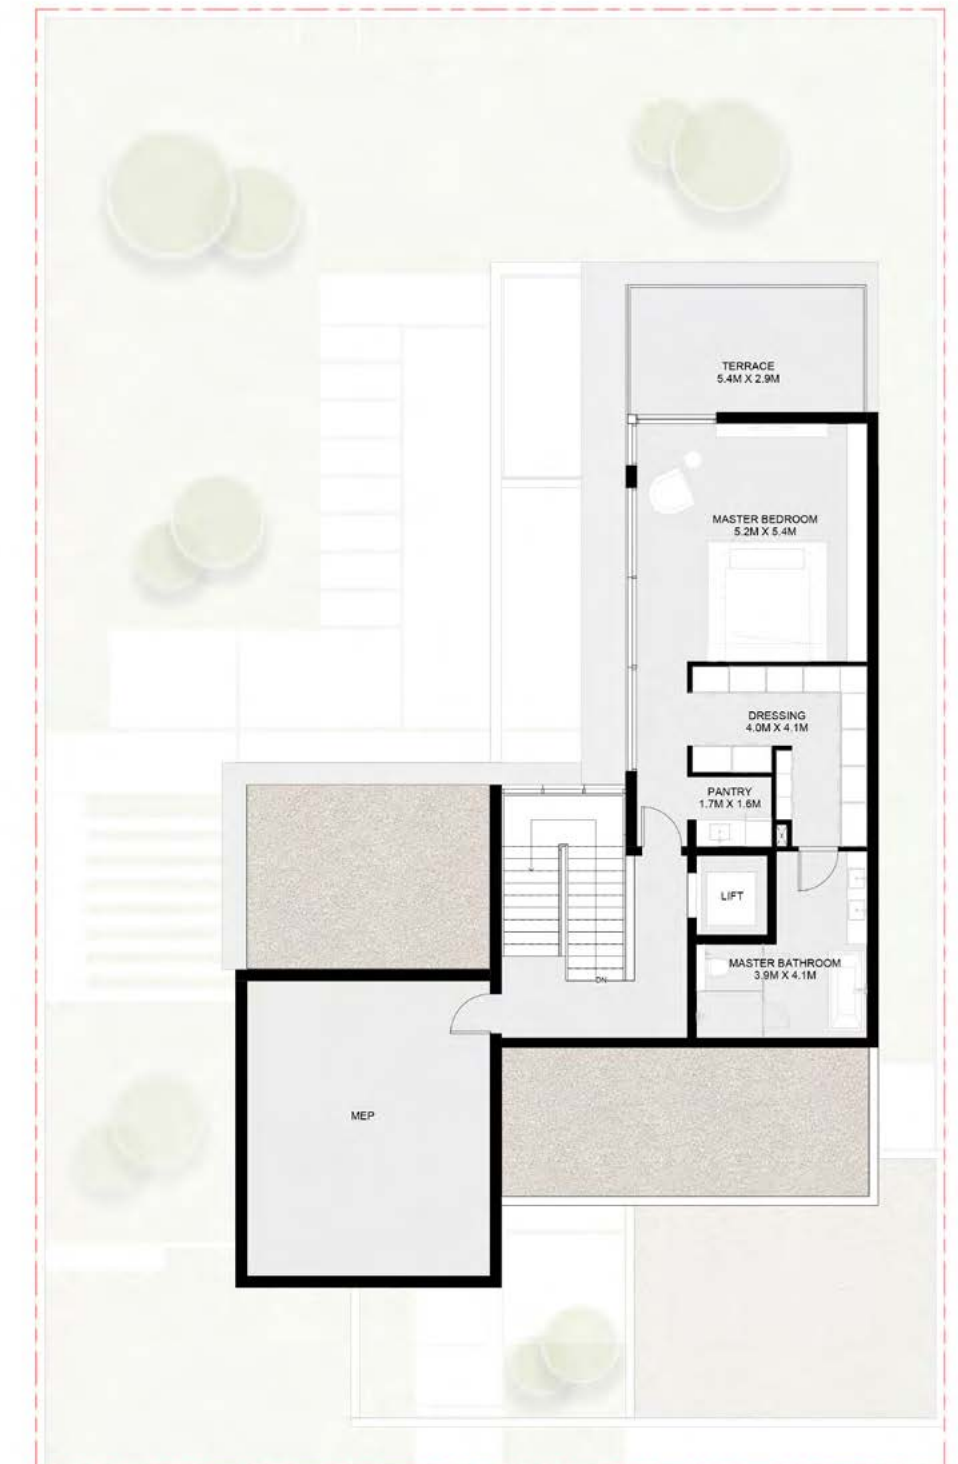 TERRACE
5.4M X 2.9M
MASTER BEDROOM
5.2M X 5.4M
DRESSING
4.0M X 4.1M
PANTRY
1.7M X 1.6M
LIFT
MASTER BATHROOM
3.9M X 4.1M
DN
MEP